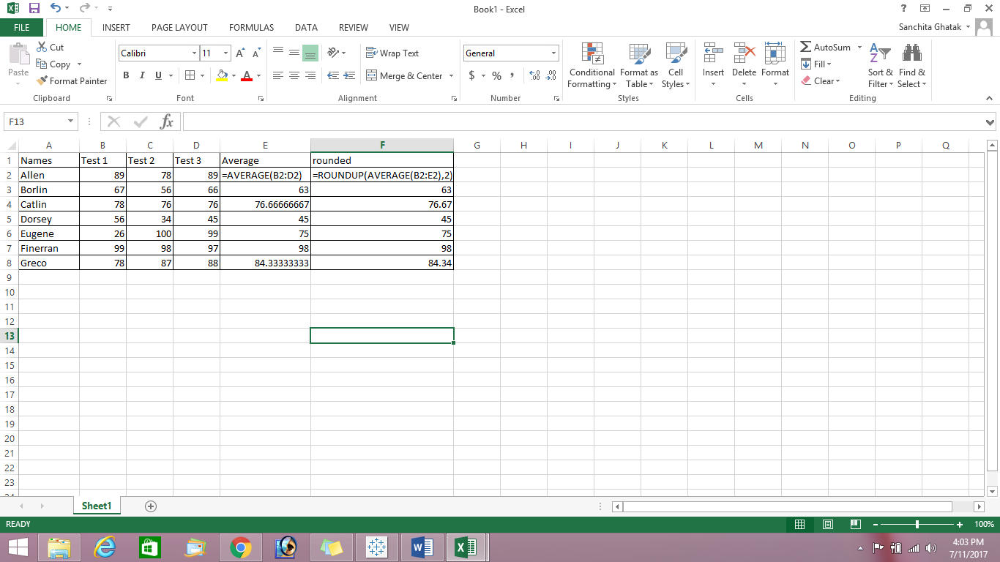 Book1 - Excel
FILE HOME INSERT PAGE LAYOUT FORMULAS DATA REVIEW VIEW Sanchita Ghatak
Paste
Cut
Copy
Format Painter
Clipboard
Calibri 11
B I U
Font
Wrap Text
Merge & Center
Alignment
General
$ % ,
Number
Conditional Formatting
Format as Table
Cell Styles
Styles
Insert Delete Format
Cells
AutoSum
Fill
Clear
Sort & Filter
Find & Select
Editing
F13 fx
A B C D E F G H I J K L M N O P Q
1 Names Test 1 Test 2 Test 3 Average rounded
2 Allen 89 78 89 =AVERAGE(B2:D2) =ROUNDUP(AVERAGE(B2:E2),2)
3 Borlin 67 56 66 63 63
4 Catlin 78 76 76 76.66666667 76.67
5 Dorsey 56 34 45 45 45
6 Eugene 26 100 99 75 75
7 Finerran 99 98 97 98 98
8 Greco 78 87 88 84.33333333 84.34
9
10
11
12
13
14
15
16
17
18
19
20
21
22
23
24
Sheet1
READY 100%
4:03 PM
7/11/2017